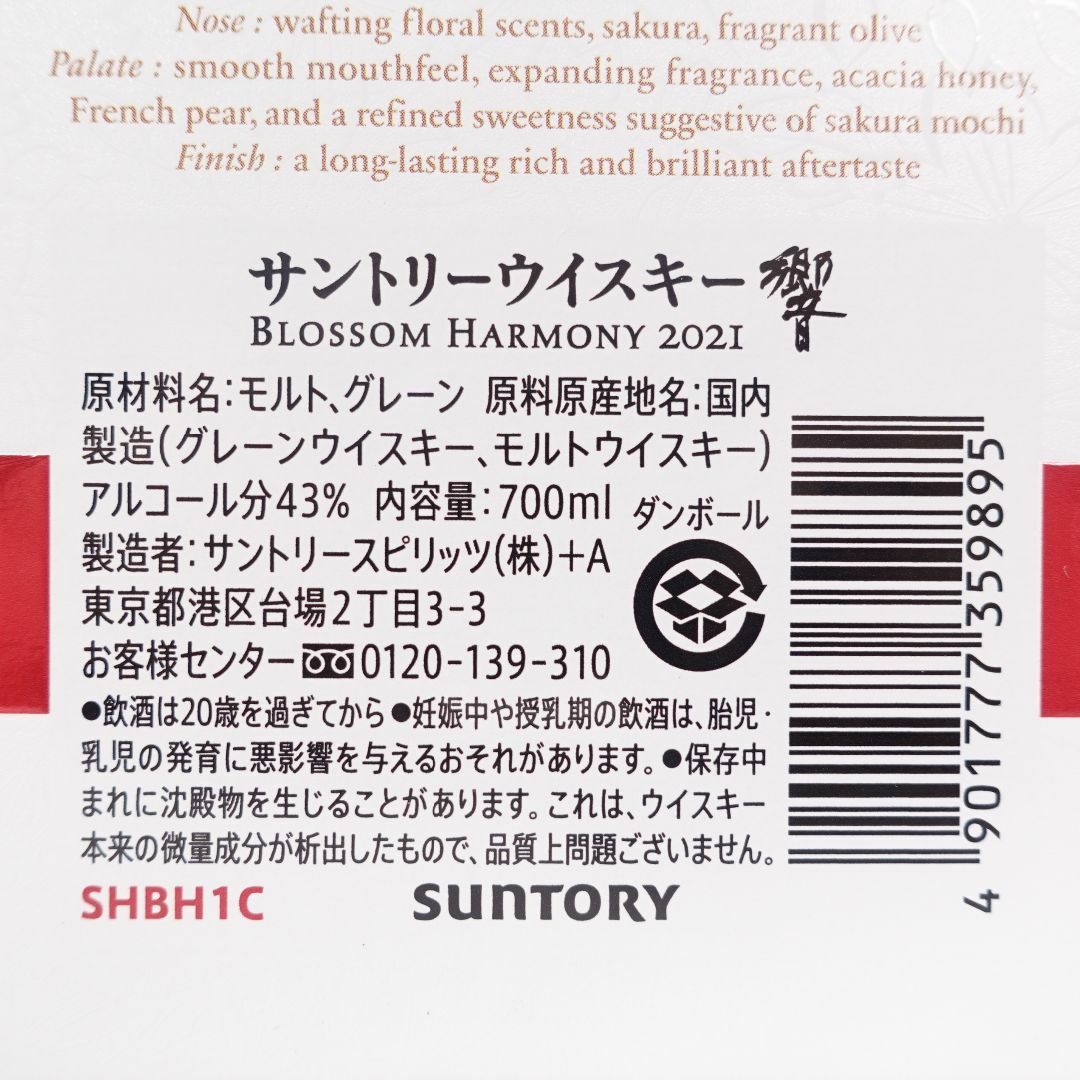 Nose : wafting floral scents, sakura, fragrant olive
Palate : smooth mouthfeel, expanding fragrance, acacia honey,
French pear, and a refined sweetness suggestive of sakura mochi
Finish : a long-lasting rich and brilliant aftertaste
サントリーウイスキー 響
BLOSSOM HARMONY 2021
原材料名：モルト、グレーン 原料原産地名：国内
製造（グレーンウイスキー、モルトウイスキー）
アルコール分43% 内容量：700ml
ダンボール
製造者：サントリースピリッツ(株)+A
東京都港区台場2丁目3-3
お客様センター 0120-139-310
●飲酒は20歳を過ぎてから ●妊娠中や授乳期の飲酒は、胎児・
乳児の発育に悪影響を与えるおそれがあります。●保存中
まれに沈殿物を生じることがあります。これは、ウイスキー
本来の微量成分が析出したもので、品質上問題ございません。
SHBH1C SUNTORY
4 901777 359895